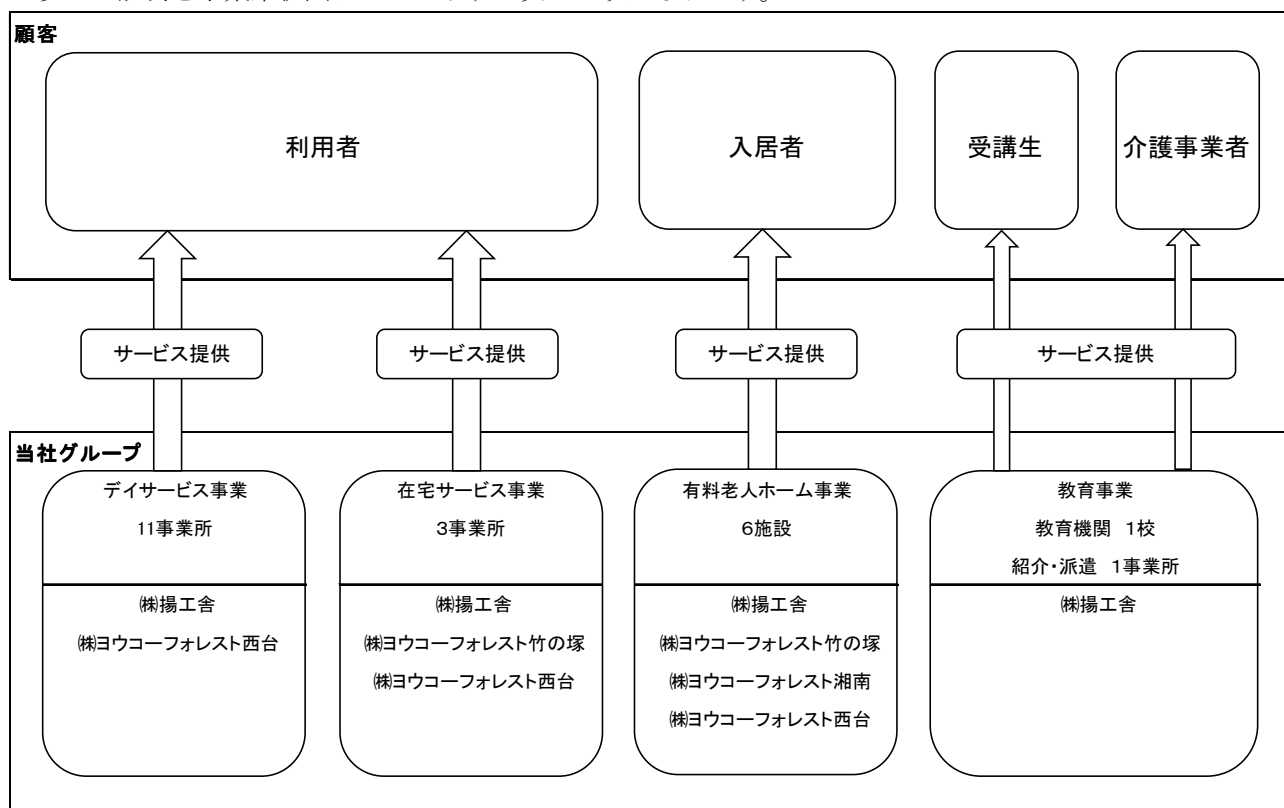 顧客
利用者
入居者
受講生
介護事業者
サービス提供
サービス提供
サービス提供
サービス提供
当社グループ
デイサービス事業
11事業所
㈱揚工舎
㈱ヨウコーフォレスト西台
在宅サービス事業
3事業所
㈱揚工舎
㈱ヨウコーフォレスト竹の塚
㈱ヨウコーフォレスト西台
有料老人ホーム事業
6施設
㈱揚工舎
㈱ヨウコーフォレスト竹の塚
㈱ヨウコーフォレスト湘南
㈱ヨウコーフォレスト西台
教育事業
教育機関 1校
紹介・派遣 1事業所
㈱揚工舎